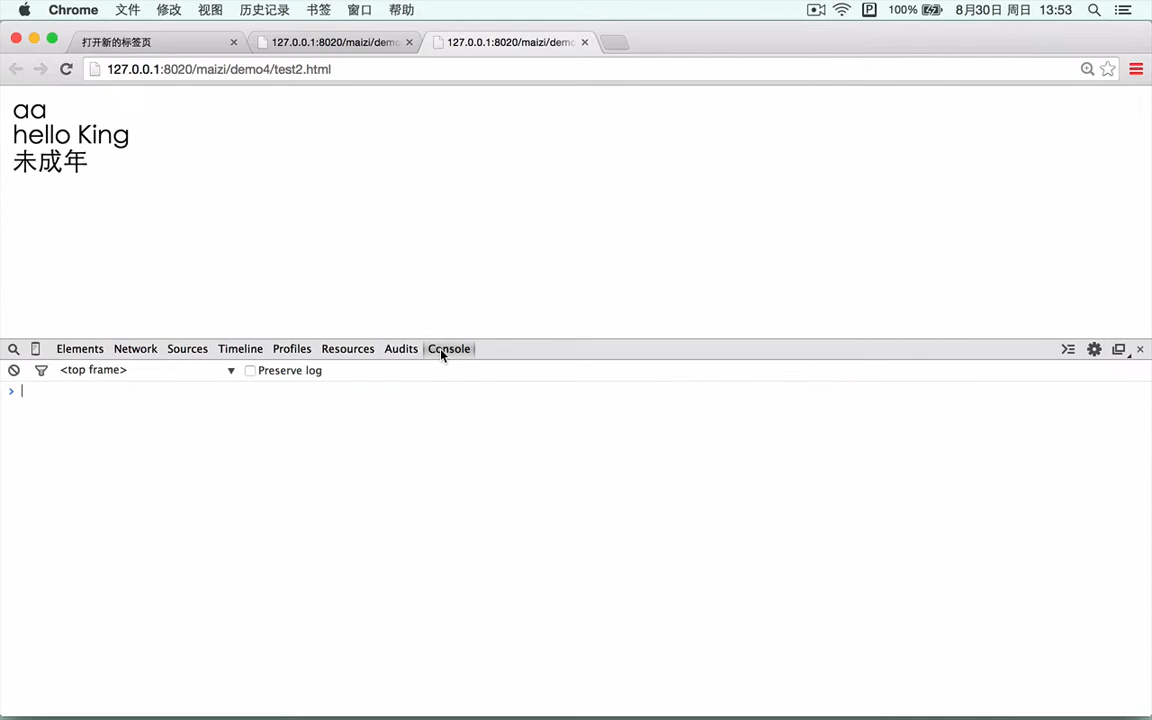 Chrome 文件 修改 视图 历史记录 书签 窗口 帮助 P 100% 8月30日 周日 13:53
打开新的标签页 127.0.0.1:8020/maizi/demo 127.0.0.1:8020/maizi/demo
127.0.0.1:8020/maizi/demo4/test2.html
aa
hello King
未成年
Elements Network Sources Timeline Profiles Resources Audits Console
<top frame> Preserve log